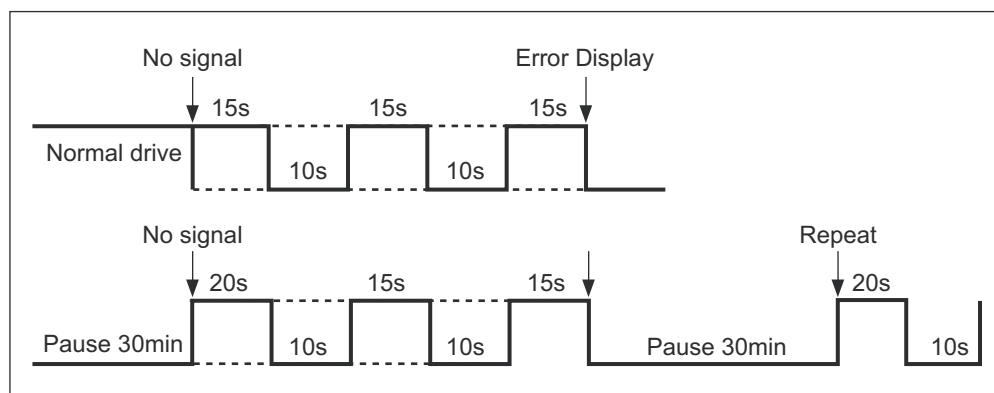 No signal Error Display
15s 15s 15s
Normal drive
10s 10s
No signal Repeat
20s 15s 15s 20s
Pause 30min 10s 10s Pause 30min 10s